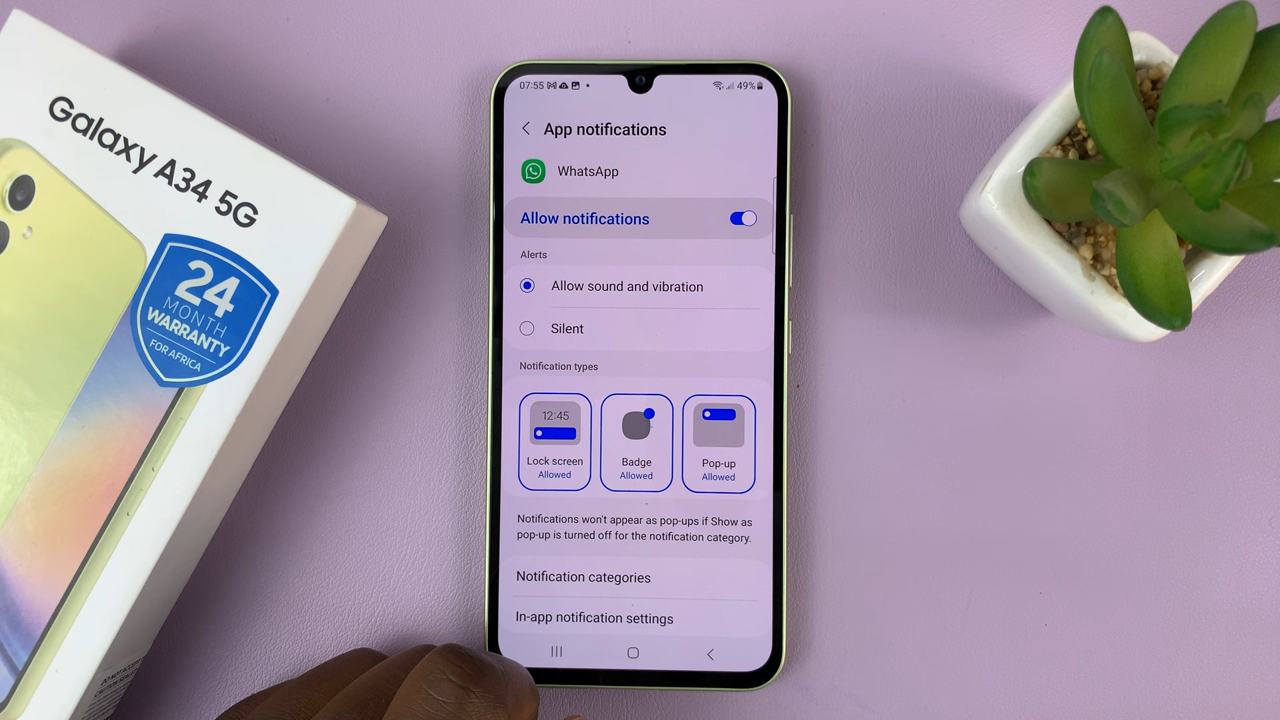 Galaxy A34 5G
24
MONTH
WARRANTY
FOR AFRICA
07:55
49%
App notifications
WhatsApp
Allow notifications
Alerts
Allow sound and vibration
Silent
Notification types
12:45
Lock screen
Allowed
Badge
Allowed
Pop-up
Allowed
Notifications won't appear as pop-ups if Show as
pop-up is turned off for the notification category.
Notification categories
In-app notification settings